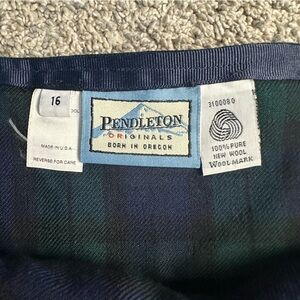 16
MADE IN U.S.A.
REVERSE FOR CARE
PENDLETON
ORIGINALS
BORN IN OREGON
3100080
100% PURE
NEW WOOL
WOOLMARK